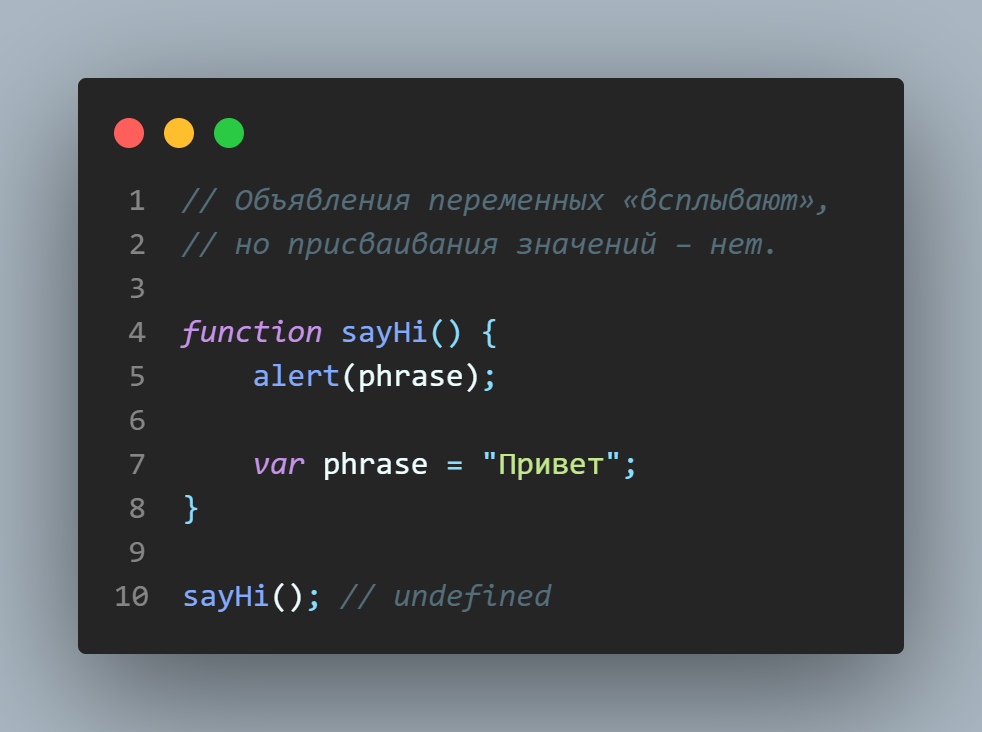 1 // Объявления переменных «всплывают»,
2 // но присваивания значений – нет.
3
4 function sayHi() {
5     alert(phrase);
6
7     var phrase = "Привет";
8 }
9
10 sayHi(); // undefined